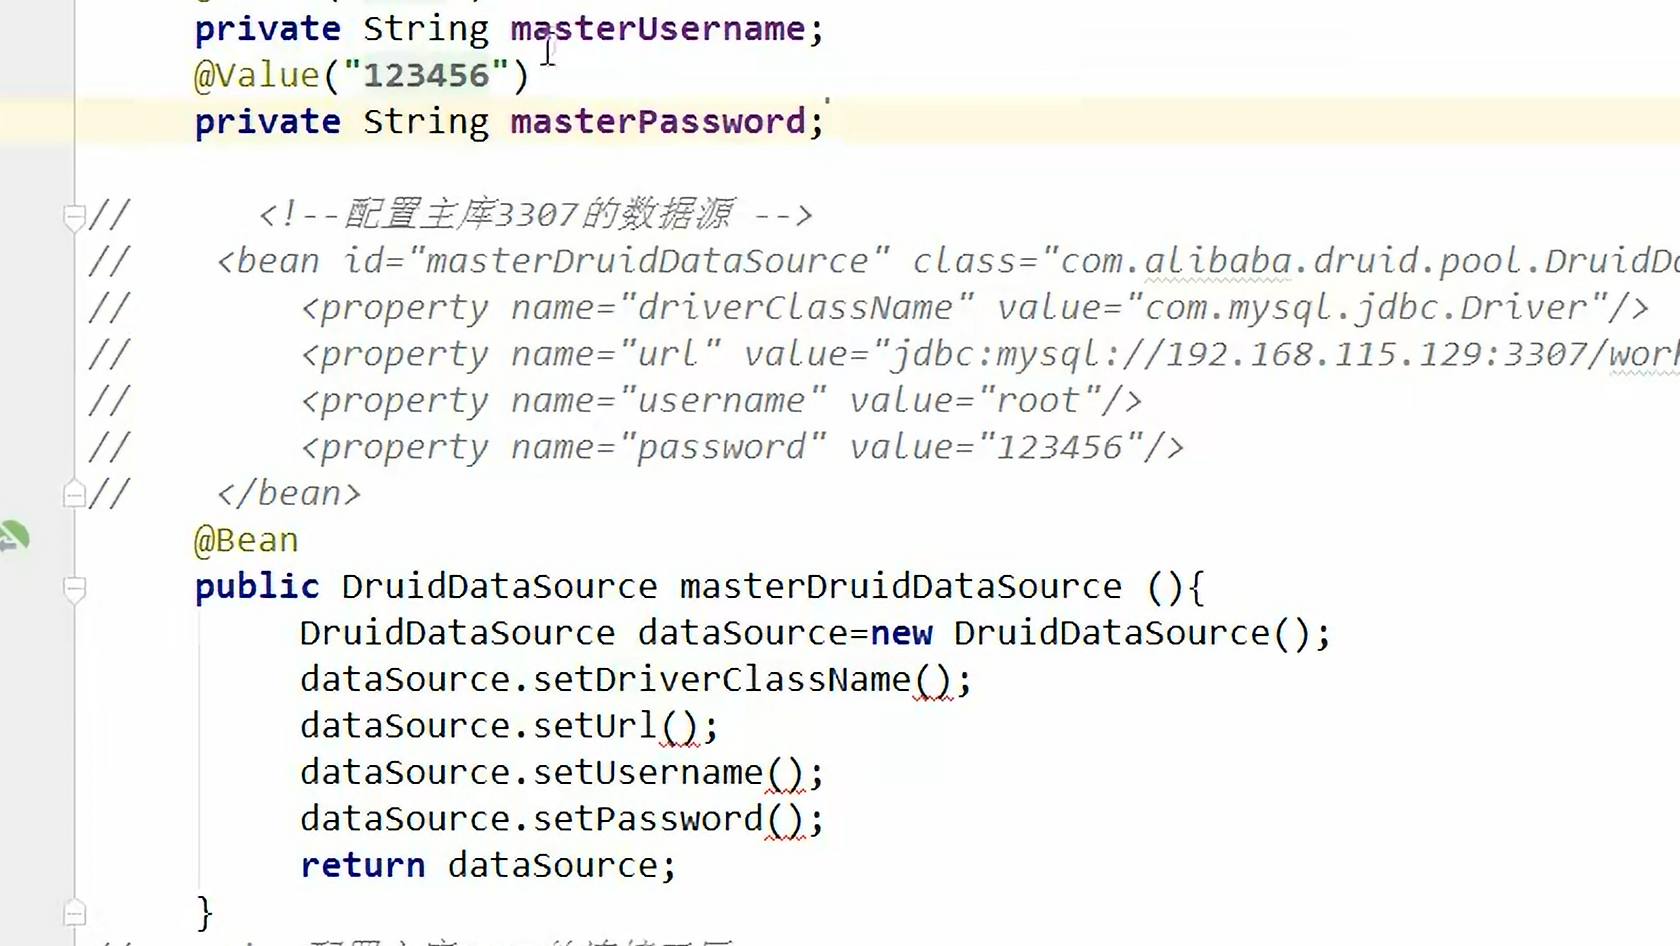 private String masterUsername;
@Value("123456")
private String masterPassword;
// <!--配置主库3307的数据源 -->
// <bean id="masterDruidDataSource" class="com.alibaba.druid.pool.DruidDa
// <property name="driverClassName" value="com.mysql.jdbc.Driver"/>
// <property name="url" value="jdbc:mysql://192.168.115.129:3307/work
// <property name="username" value="root"/>
// <property name="password" value="123456"/>
// </bean>
@Bean
public DruidDataSource masterDruidDataSource (){
DruidDataSource dataSource=new DruidDataSource();
dataSource.setDriverClassName();
dataSource.setUrl();
dataSource.setUsername();
dataSource.setPassword();
return dataSource;
}